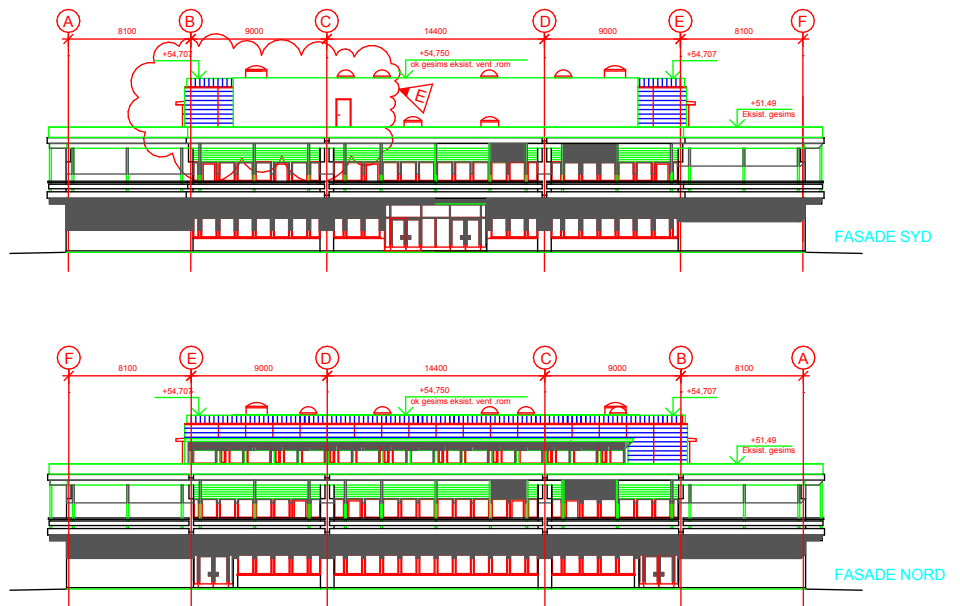 A B C D E F
8100 9000 14400 9000 8100
+54,707 +54,750 +54,707
ok gesims eksist. vent .rom
E
+51,49
Eksist. gesims
FASADE SYD
F E D C B A
8100 9000 14400 9000 8100
+54,707 +54,750 +54,707
ok gesims eksist. vent .rom
+51,49
Eksist. gesims
FASADE NORD